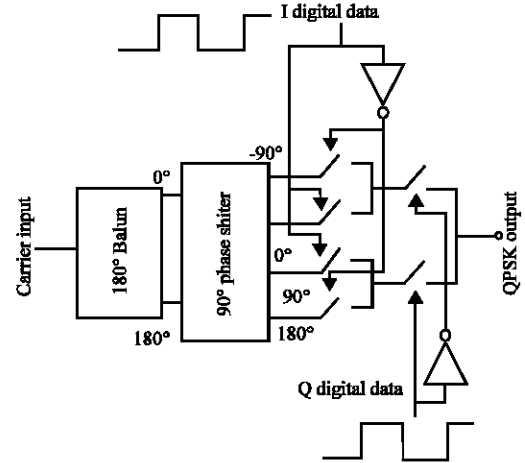 I digital data
-90°
0°
180° Balun
90° phase shiter
Carrier input
QPSK output
0°
90°
180°
180°
Q digital data